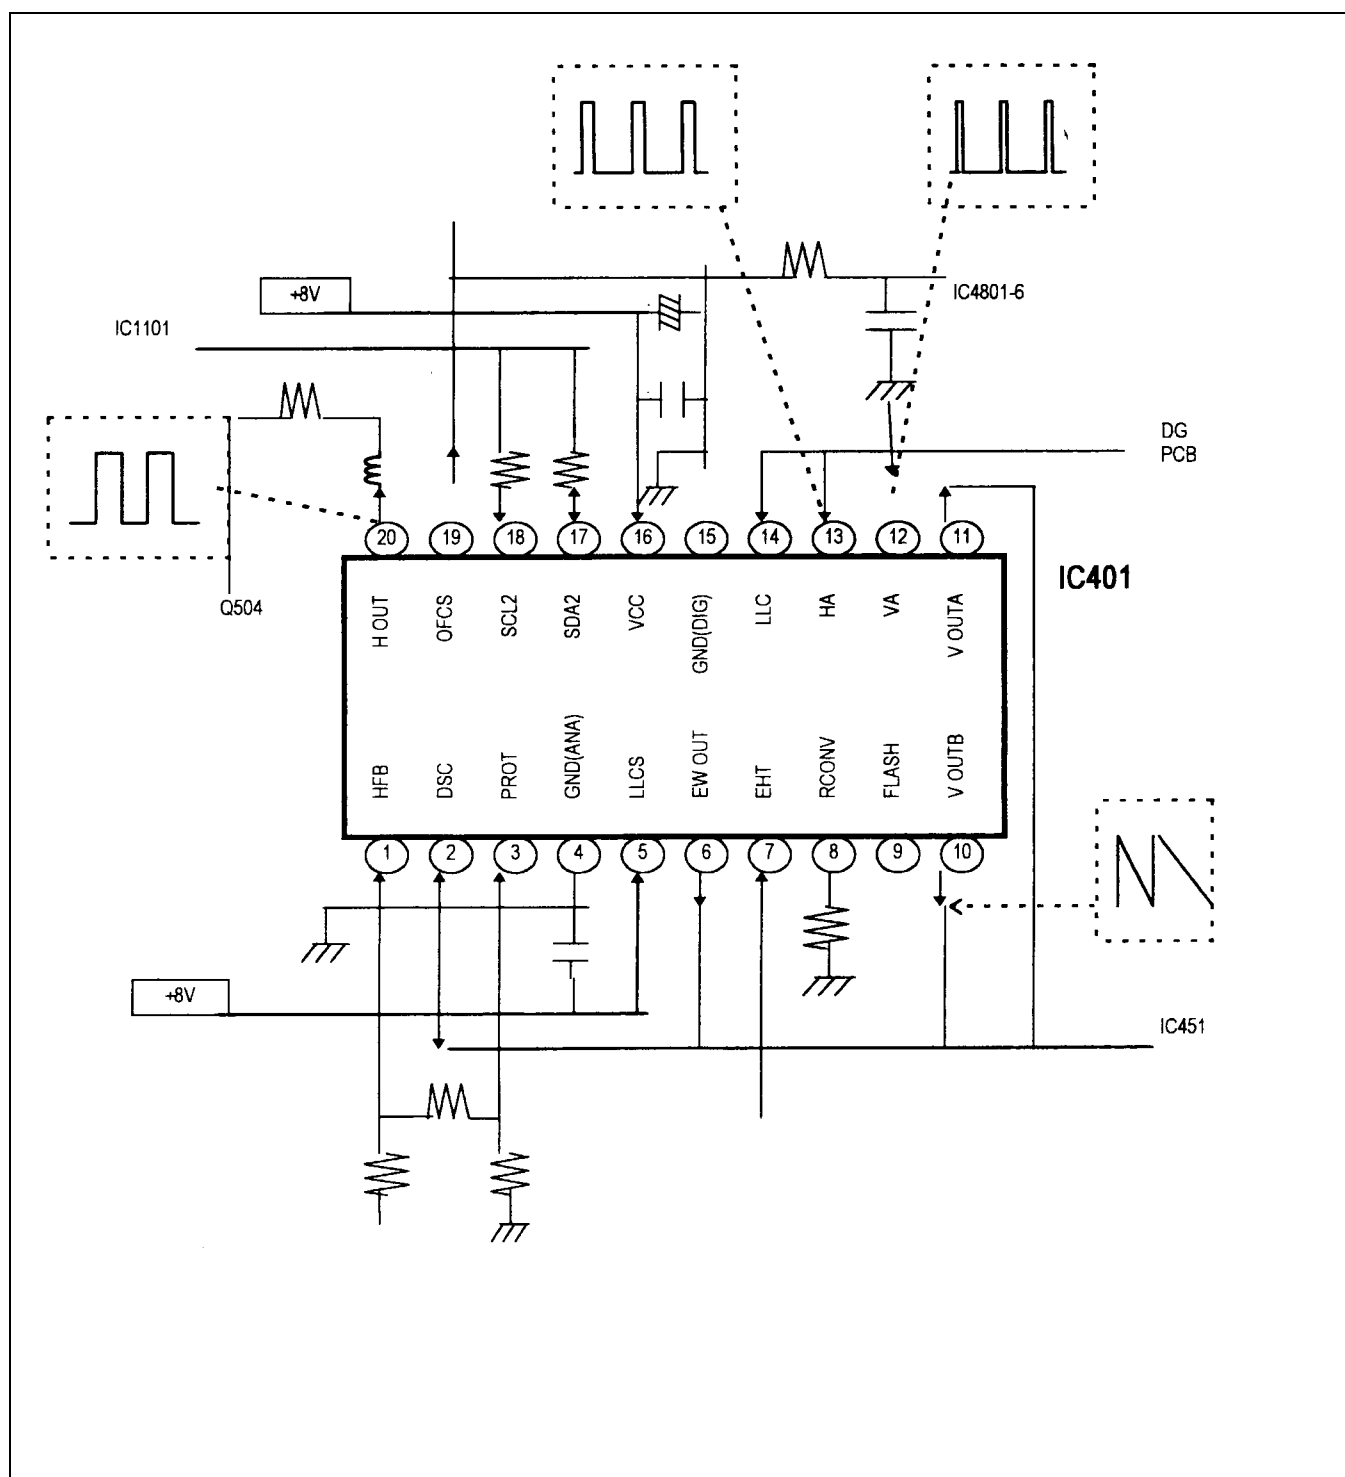 +8V
IC4801-6
IC1101
DG
PCB
20 19 18 17 16 15 14 13 12 11
IC401
Q504
H OUT
OFCS
SCL2
SDA2
VCC
GND(DIG)
LLC
HA
VA
V OUTA
HFB
DSC
PROT
GND(ANA)
LLCS
EW OUT
EHT
RCONV
FLASH
V OUTB
1 2 3 4 5 6 7 8 9 10
+8V
IC451